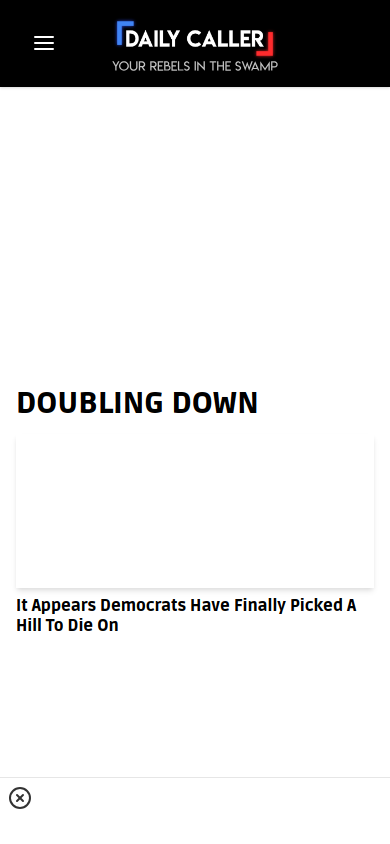 DAILY CALLER
YOUR REBELS IN THE SWAMP
DOUBLING DOWN
It Appears Democrats Have Finally Picked A
Hill To Die On